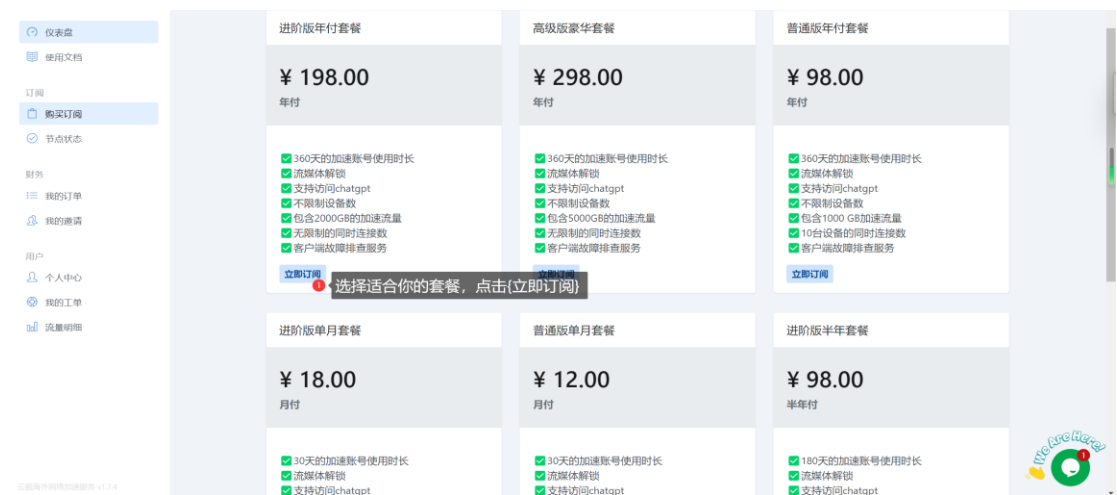 仪表盘
使用文档
订阅
购买订阅
节点状态
财务
我的订单
我的邀请
用户
个人中心
我的工单
流量明细
进阶版年付套餐
¥ 198.00
年付
360天的加速账号使用时长
流媒体解锁
支持访问chatgpt
不限制设备数
包含2000GB的加速流量
无限制的同时连接数
客户端故障排查服务
立即订阅
1
选择适合你的套餐，点击{立即订阅}
高级版豪华套餐
¥ 298.00
年付
360天的加速账号使用时长
流媒体解锁
支持访问chatgpt
不限制设备数
包含5000GB的加速流量
无限制的同时连接数
客户端故障排查服务
立即订阅
普通版年付套餐
¥ 98.00
年付
360天的加速账号使用时长
流媒体解锁
支持访问chatgpt
不限制设备数
包含1000 GB加速流量
10台设备的同时连接数
客户端故障排查服务
立即订阅
进阶版单月套餐
¥ 18.00
月付
30天的加速账号使用时长
流媒体解锁
支持访问chatgpt
普通版单月套餐
¥ 12.00
月付
30天的加速账号使用时长
流媒体解锁
支持访问chatgpt
进阶版半年套餐
¥ 98.00
半年付
180天的加速账号使用时长
流媒体解锁
支持访问chatgpt
We Are Here!
1
v1.7.4